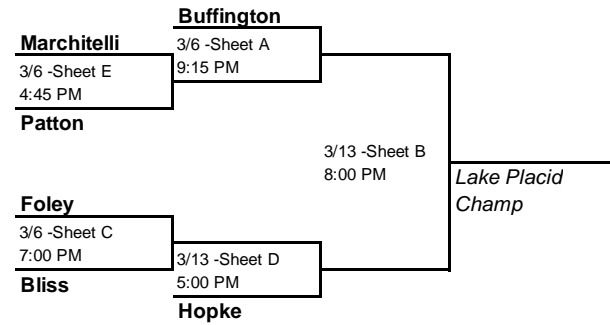 Buffington
Marchitelli
3/6 -Sheet A
9:15 PM
3/6 -Sheet E
4:45 PM
Patton
3/13 -Sheet B
8:00 PM
Lake Placid
Champ
Foley
3/6 -Sheet C
7:00 PM
3/13 -Sheet D
5:00 PM
Bliss
Hopke